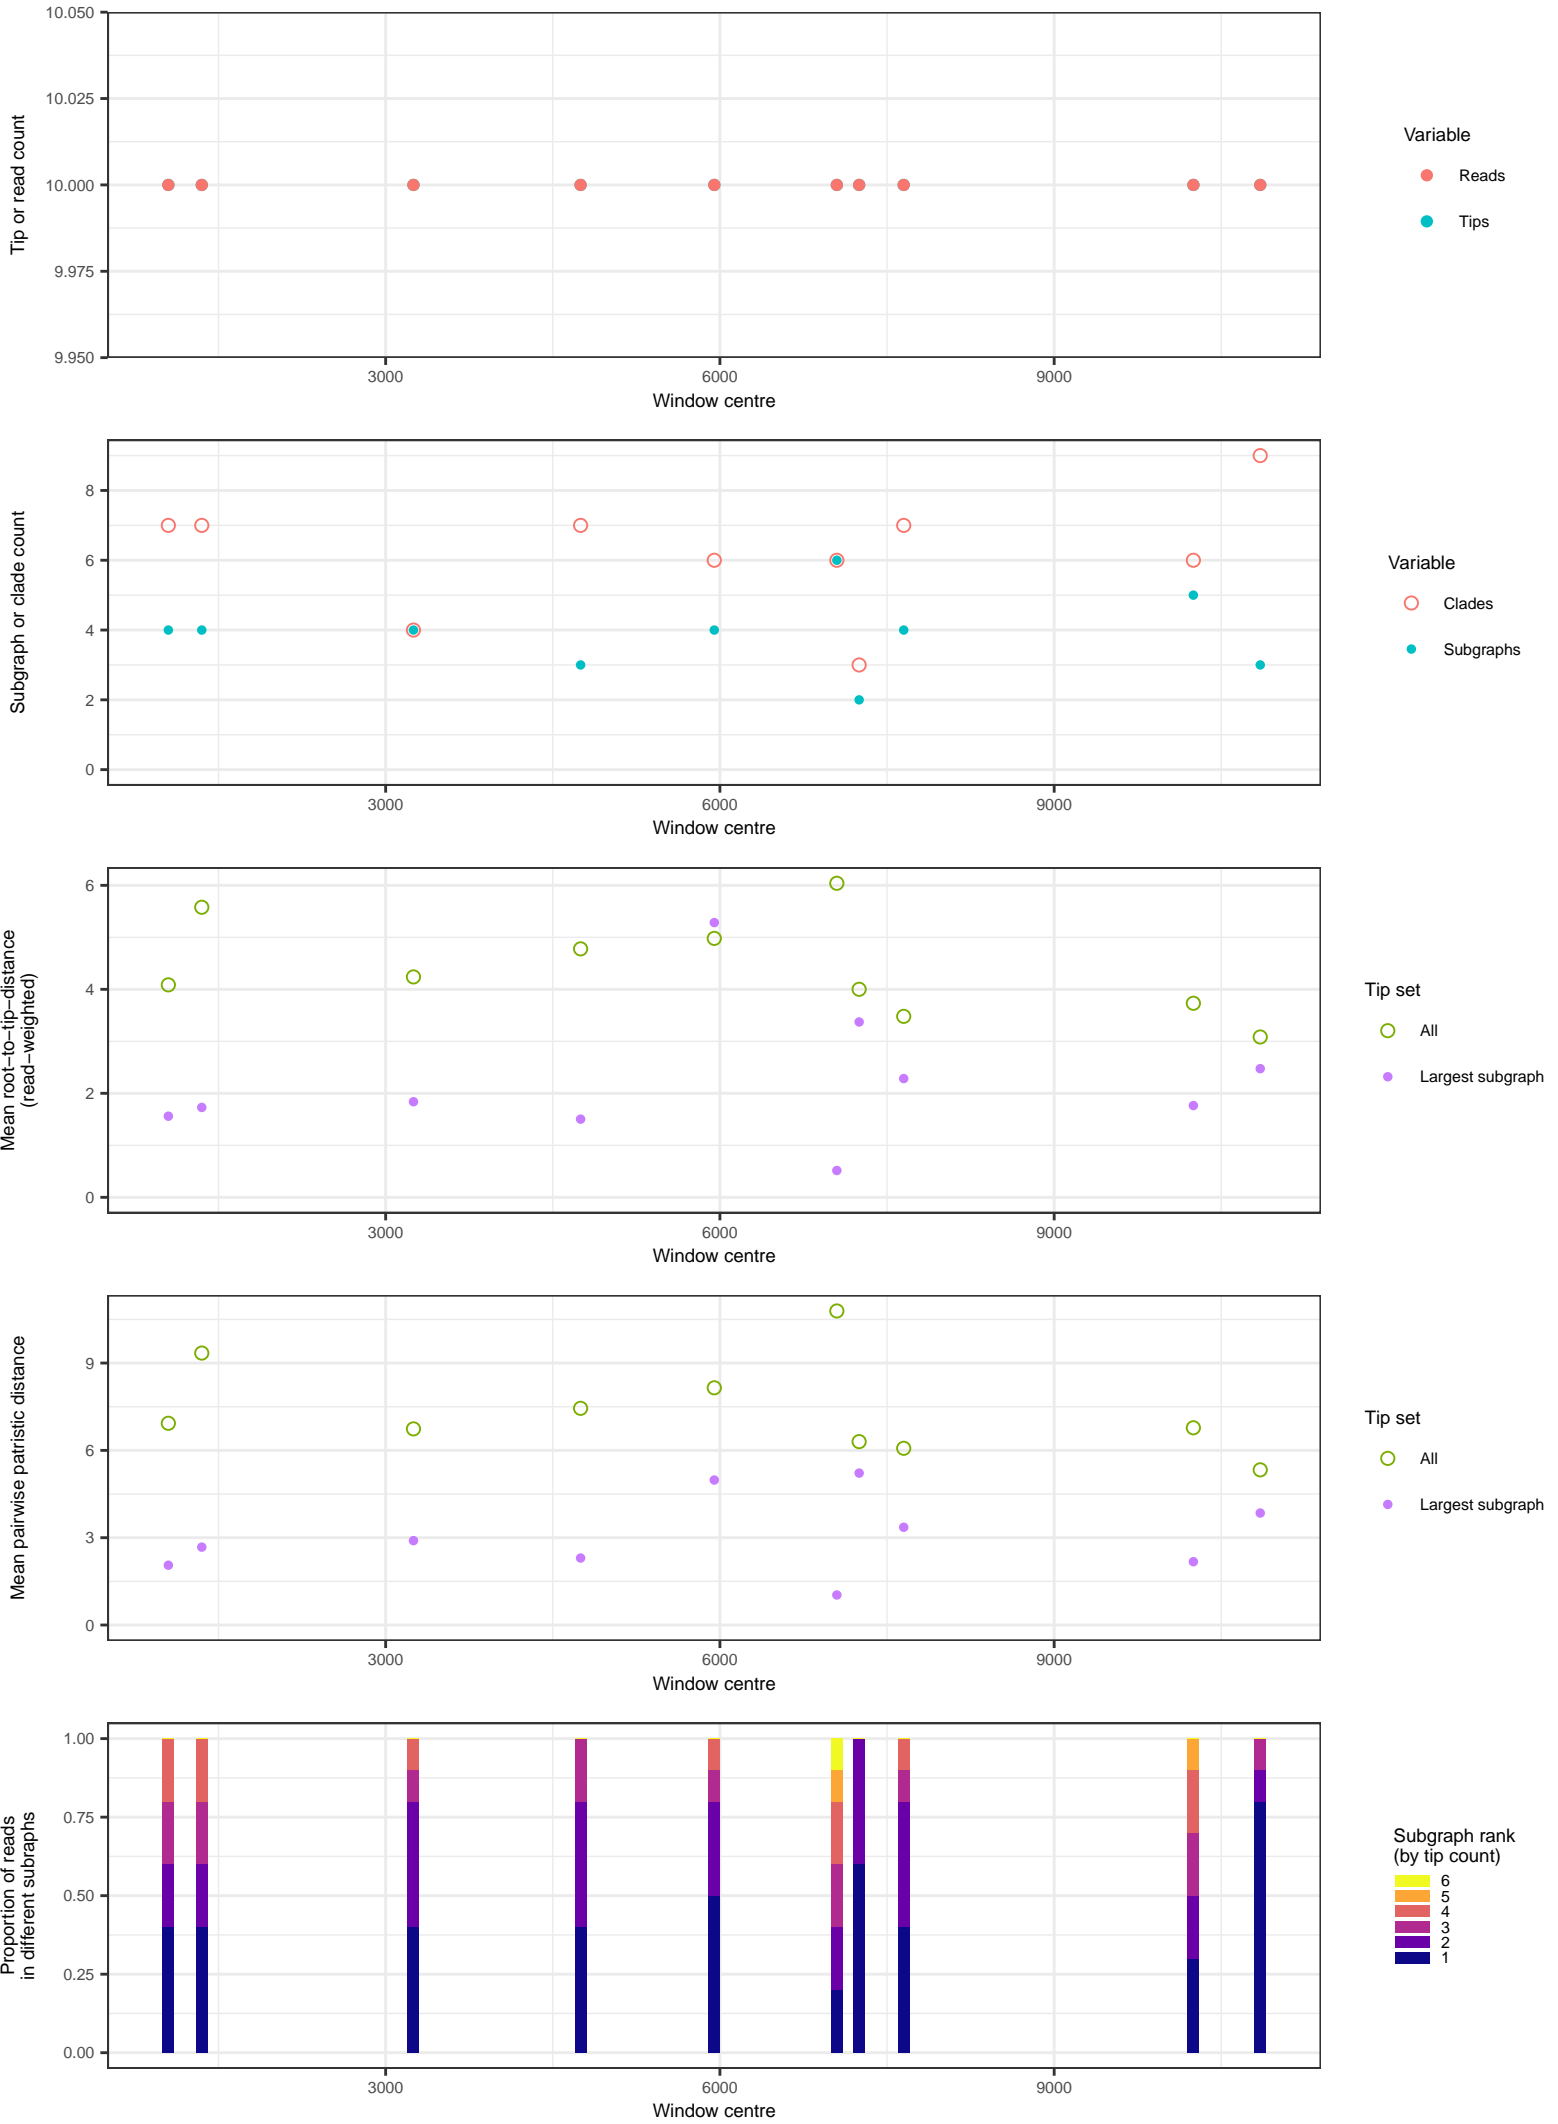 10.050
10.025
10.000
9.975
9.950
Tip or read count
3000 6000 9000
Window centre
Variable
Reads
Tips
8
6
4
2
0
Subgraph or clade count
3000 6000 9000
Window centre
Variable
Clades
Subgraphs
6
4
2
0
Mean root−to−tip−distance
(read−weighted)
3000 6000 9000
Window centre
Tip set
All
Largest subgraph
9
6
3
0
Mean pairwise patristic distance
3000 6000 9000
Window centre
Tip set
All
Largest subgraph
1.00
0.75
0.50
0.25
0.00
Proportion of reads
in different subraphs
3000 6000 9000
Window centre
Subgraph rank
(by tip count)
6
5
4
3
2
1